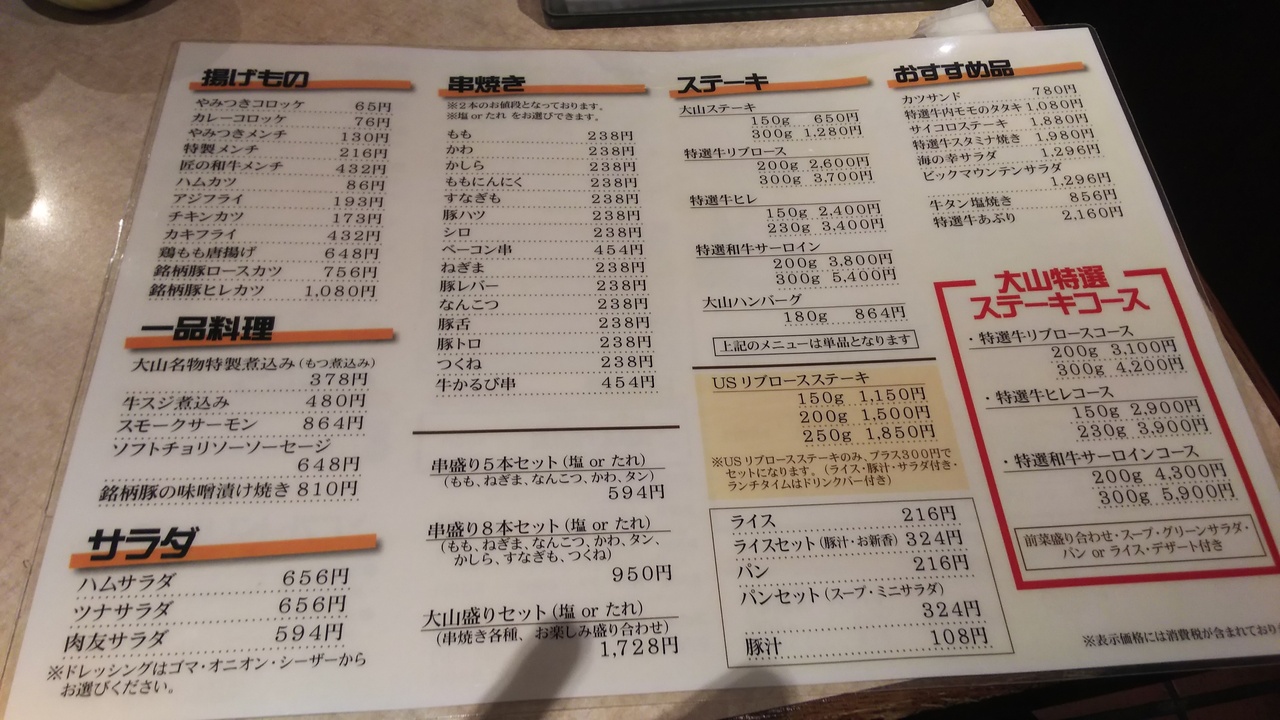 揚げもの
やみつきコロッケ 65円
カレーコロッケ 76円
やみつきメンチ 130円
特製メンチ 216円
匠の和牛メンチ 432円
ハムカツ 86円
アジフライ 193円
チキンカツ 173円
カキフライ 432円
鶏もも唐揚げ 648円
銘柄豚ロースカツ 756円
銘柄豚ヒレカツ 1,080円
一品料理
大山名物特製煮込み(もつ煮込み)
378円
牛スジ煮込み 480円
スモークサーモン 864円
ソフトチョリソーソーセージ
648円
銘柄豚の味噌漬け焼き 810円
サラダ
ハムサラダ 656円
ツナサラダ 656円
肉友サラダ 594円
※ドレッシングはゴマ・オニオン・シーザーから
お選びください。
串焼き
※2本のお値段となっております。
※塩 or たれ をお選びできます。
もも 238円
かわ 238円
かしら 238円
ももにんにく 238円
すなぎも 238円
豚ハツ 238円
シロ 238円
ベーコン串 454円
ねぎま 238円
豚レバー 238円
なんこつ 238円
豚舌 238円
豚トロ 238円
つくね 238円
牛かるび串 454円
串盛り5本セット(塩 or たれ)
(もも、ねぎま、なんこつ、かわ、タン)
594円
串盛り8本セット(塩 or たれ)
(もも、ねぎま、なんこつ、かわ、タン、
かしら、すなぎも、つくね)
950円
大山盛りセット(塩 or たれ)
(串焼き各種、お楽しみ盛り合わせ)
1,728円
ステーキ
大山ステーキ
150g 650円
300g 1,280円
特選牛リブロース
200g 2,600円
300g 3,700円
特選牛ヒレ
150g 2,400円
230g 3,400円
特選和牛サーロイン
200g 3,800円
300g 5,400円
大山ハンバーグ
180g 864円
上記のメニューは単品となります
USリブロースステーキ
150g 1,150円
200g 1,500円
250g 1,850円
※USリブロースステーキのみ、プラス300円で
セットになります。(ライス・豚汁・サラダ付き・
ランチタイムはドリンクバー付き)
ライス 216円
ライスセット(豚汁・お新香) 324円
パン 216円
パンセット(スープ・ミニサラダ)
324円
豚汁 108円
おすすめ品
カツサンド 780円
特選牛内モモのタタキ 1,080円
サイコロステーキ 1,880円
特選牛スタミナ焼き 1,980円
海の幸サラダ 1,296円
ビックマウンテンサラダ
1,296円
牛タン塩焼き 856円
特選牛あぶり 2,160円
大山特選
ステーキコース
・特選牛リブロースコース
200g 3,100円
300g 4,200円
・特選牛ヒレコース
150g 2,900円
230g 3,900円
・特選和牛サーロインコース
200g 4,300円
300g 5,900円
前菜盛り合わせ・スープ・グリーンサラダ・
パン or ライス・デザート付き
※表示価格には消費税が含まれており